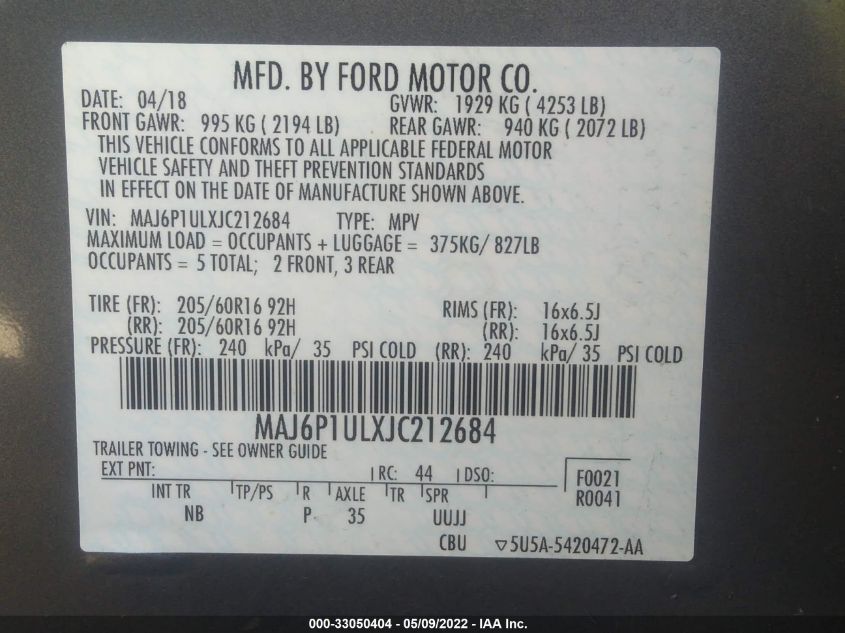 MFD. BY FORD MOTOR CO.
DATE: 04/18 GVWR: 1929 KG ( 4253 LB)
FRONT GAWR: 995 KG ( 2194 LB) REAR GAWR: 940 KG ( 2072 LB)
THIS VEHICLE CONFORMS TO ALL APPLICABLE FEDERAL MOTOR
VEHICLE SAFETY AND THEFT PREVENTION STANDARDS
IN EFFECT ON THE DATE OF MANUFACTURE SHOWN ABOVE.
VIN: MAJ6P1ULXJC212684 TYPE: MPV
MAXIMUM LOAD = OCCUPANTS + LUGGAGE = 375KG/ 827LB
OCCUPANTS = 5 TOTAL; 2 FRONT, 3 REAR
TIRE (FR): 205/60R16 92H RIMS (FR): 16x6.5J
(RR): 205/60R16 92H (RR): 16x6.5J
PRESSURE (FR): 240 kPa/ 35 PSI COLD (RR): 240 kPa/ 35 PSI COLD
MAJ6P1ULXJC212684
TRAILER TOWING - SEE OWNER GUIDE
EXT PNT: RC: 44 DSO: F0021
R0041
INT TR TP/PS R AXLE TR SPR
NB P 35 UUJJ
CBU ▽5U5A-5420472-AA
000-33050404 - 05/09/2022 - IAA Inc.